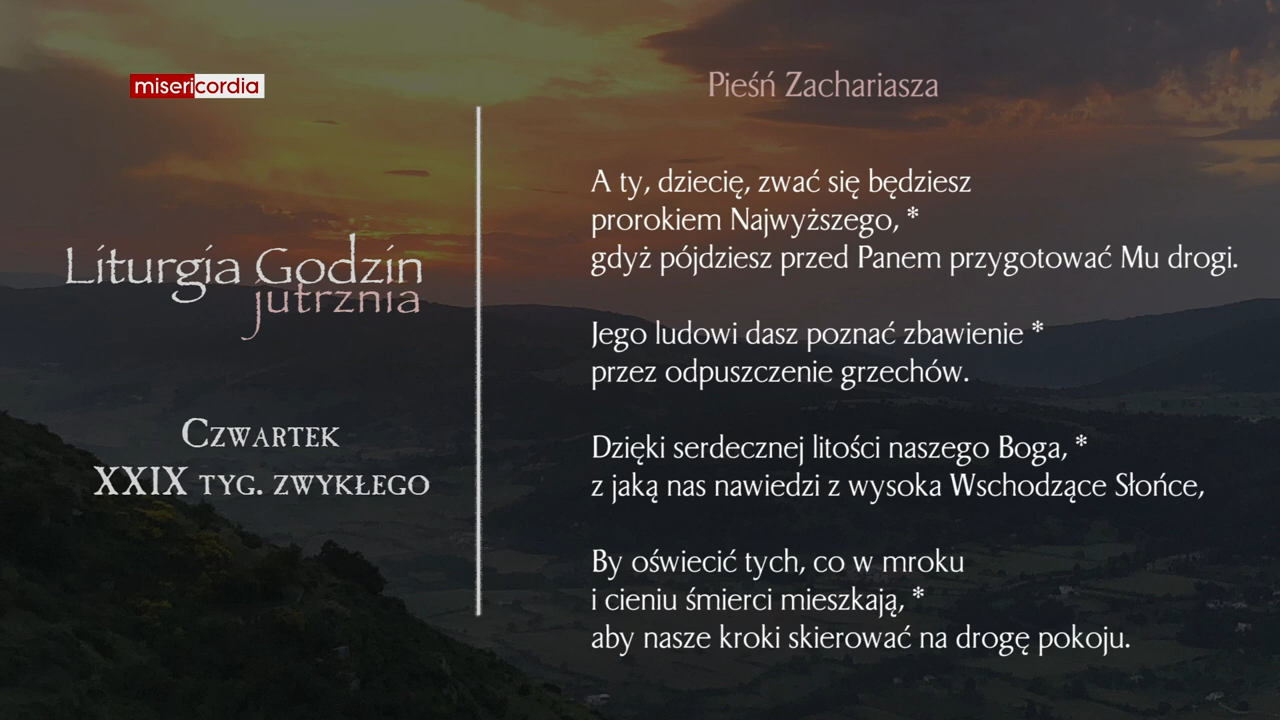 misericordia
Pieśń Zachariasza
Liturgia Godzin
jutrznia
Czwartek
XXIX tyg. zwykłego
A ty, dziecię, zwać się będziesz
prorokiem Najwyższego, *
gdyż pójdziesz przed Panem przygotować Mu drogi.
Jego ludowi dasz poznać zbawienie *
przez odpuszczenie grzechów.
Dzięki serdecznej litości naszego Boga, *
z jaką nas nawiedzi z wysoka Wschodzące Słońce,
By oświecić tych, co w mroku
i cieniu śmierci mieszkają, *
aby nasze kroki skierować na drogę pokoju.